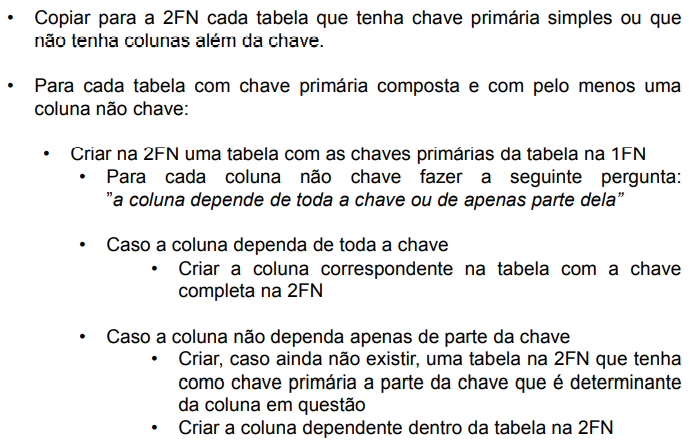 • Copiar para a 2FN cada tabela que tenha chave primária simples ou que
não tenha colunas além da chave.
• Para cada tabela com chave primária composta e com pelo menos uma
coluna não chave:
• Criar na 2FN uma tabela com as chaves primárias da tabela na 1FN
• Para cada coluna não chave fazer a seguinte pergunta:
"a coluna depende de toda a chave ou de apenas parte dela”
• Caso a coluna dependa de toda a chave
• Criar a coluna correspondente na tabela com a chave
completa na 2FN
• Caso a coluna não dependa apenas de parte da chave
• Criar, caso ainda não existir, uma tabela na 2FN que tenha
como chave primária a parte da chave que é determinante
da coluna em questão
• Criar a coluna dependente dentro da tabela na 2FN